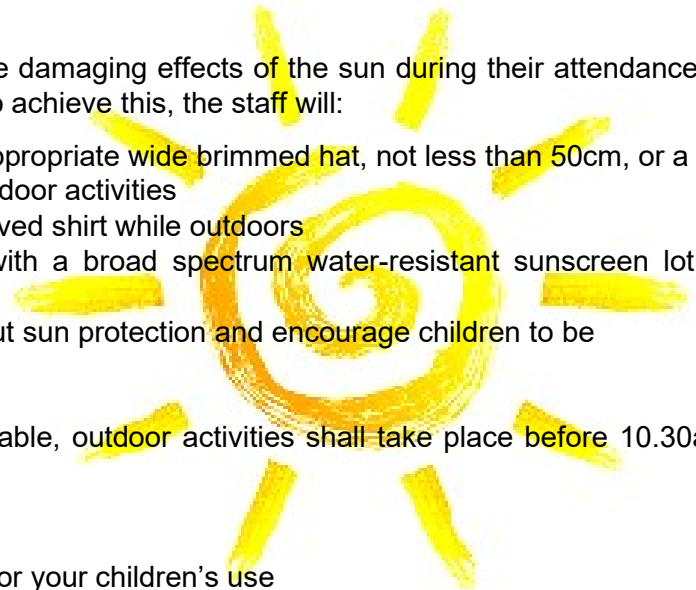 e damaging effects of the sun during their attendance
o achieve this, the staff will:
ppropriate wide brimmed hat, not less than 50cm, or a
door activities
ved shirt while outdoors
with a broad spectrum water-resistant sunscreen lot
ut sun protection and encourage children to be
able, outdoor activities shall take place before 10.30a
or your children's use